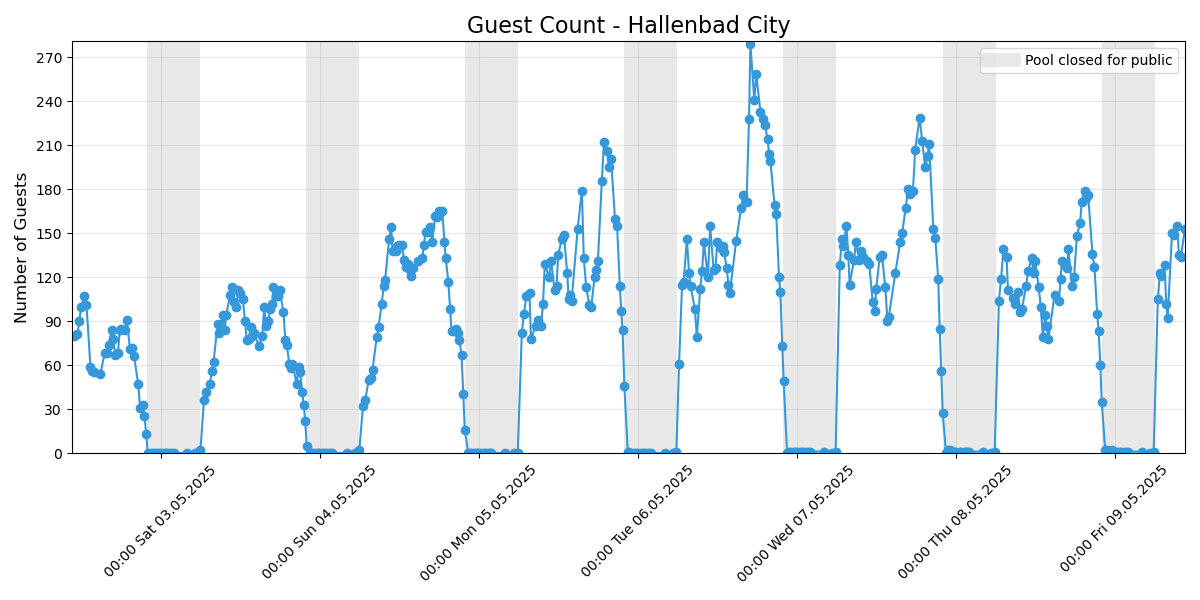 Guest Count - Hallenbad City
Number of Guests
270
240
210
180
150
120
90
60
30
0
Pool closed for public
00:00 Sat 03.05.2025
00:00 Sun 04.05.2025
00:00 Mon 05.05.2025
00:00 Tue 06.05.2025
00:00 Wed 07.05.2025
00:00 Thu 08.05.2025
00:00 Fri 09.05.2025